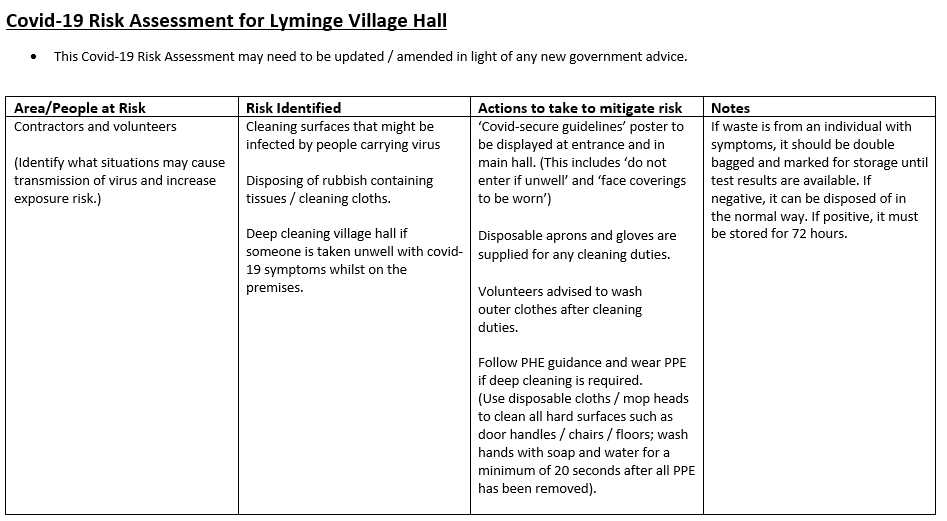 Covid-19 Risk Assessment for Lyminge Village Hall
• This Covid-19 Risk Assessment may need to be updated / amended in light of any new government advice.
Area/People at Risk
Risk Identified
Actions to take to mitigate risk
Notes
Contractors and volunteers
(Identify what situations may cause
transmission of virus and increase
exposure risk.)
Cleaning surfaces that might be
infected by people carrying virus
Disposing of rubbish containing
tissues / cleaning cloths.
Deep cleaning village hall if
someone is taken unwell with covid-
19 symptoms whilst on the
premises.
‘Covid-secure guidelines’ poster to
be displayed at entrance and in
main hall. (This includes ‘do not
enter if unwell’ and ‘face coverings
to be worn’)
Disposable aprons and gloves are
supplied for any cleaning duties.
Volunteers advised to wash
outer clothes after cleaning
duties.
Follow PHE guidance and wear PPE
if deep cleaning is required.
(Use disposable cloths / mop heads
to clean all hard surfaces such as
door handles / chairs / floors; wash
hands with soap and water for a
minimum of 20 seconds after all PPE
has been removed).
If waste is from an individual with
symptoms, it should be double
bagged and marked for storage until
test results are available. If
negative, it can be disposed of in
the normal way. If positive, it must
be stored for 72 hours.